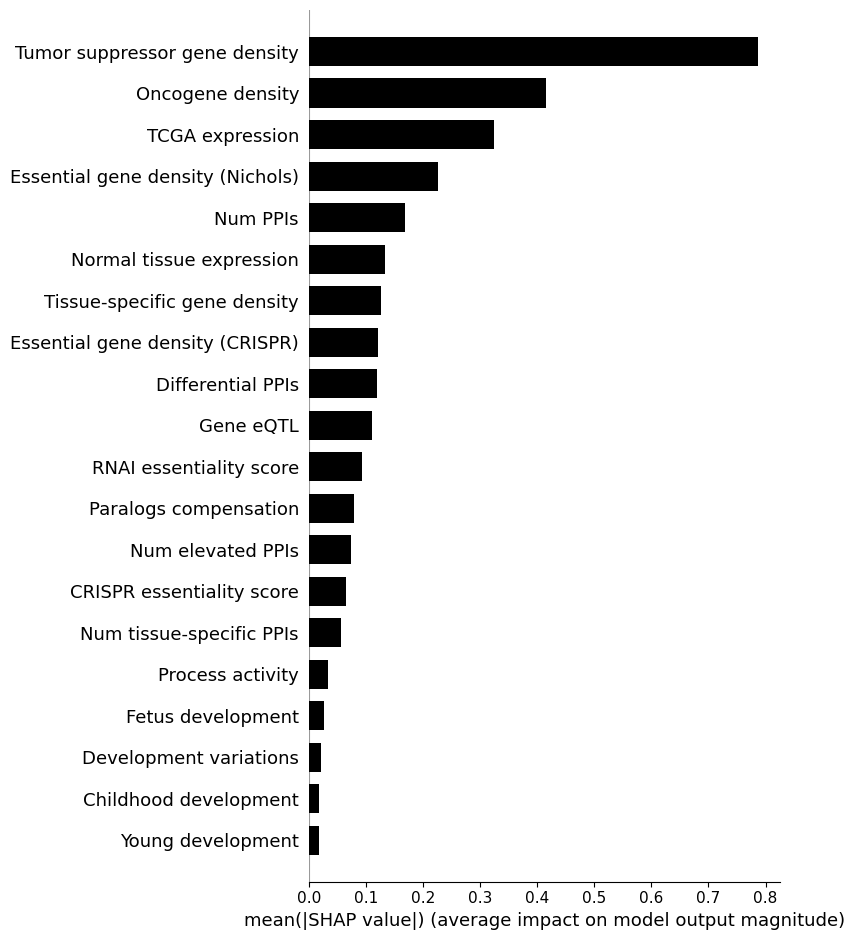 Tumor suppressor gene density
Oncogene density
TCGA expression
Essential gene density (Nichols)
Num PPIs
Normal tissue expression
Tissue-specific gene density
Essential gene density (CRISPR)
Differential PPIs
Gene eQTL
RNAI essentiality score
Paralogs compensation
Num elevated PPIs
CRISPR essentiality score
Num tissue-specific PPIs
Process activity
Fetus development
Development variations
Childhood development
Young development
0.0 0.1 0.2 0.3 0.4 0.5 0.6 0.7 0.8
mean(|SHAP value|) (average impact on model output magnitude)